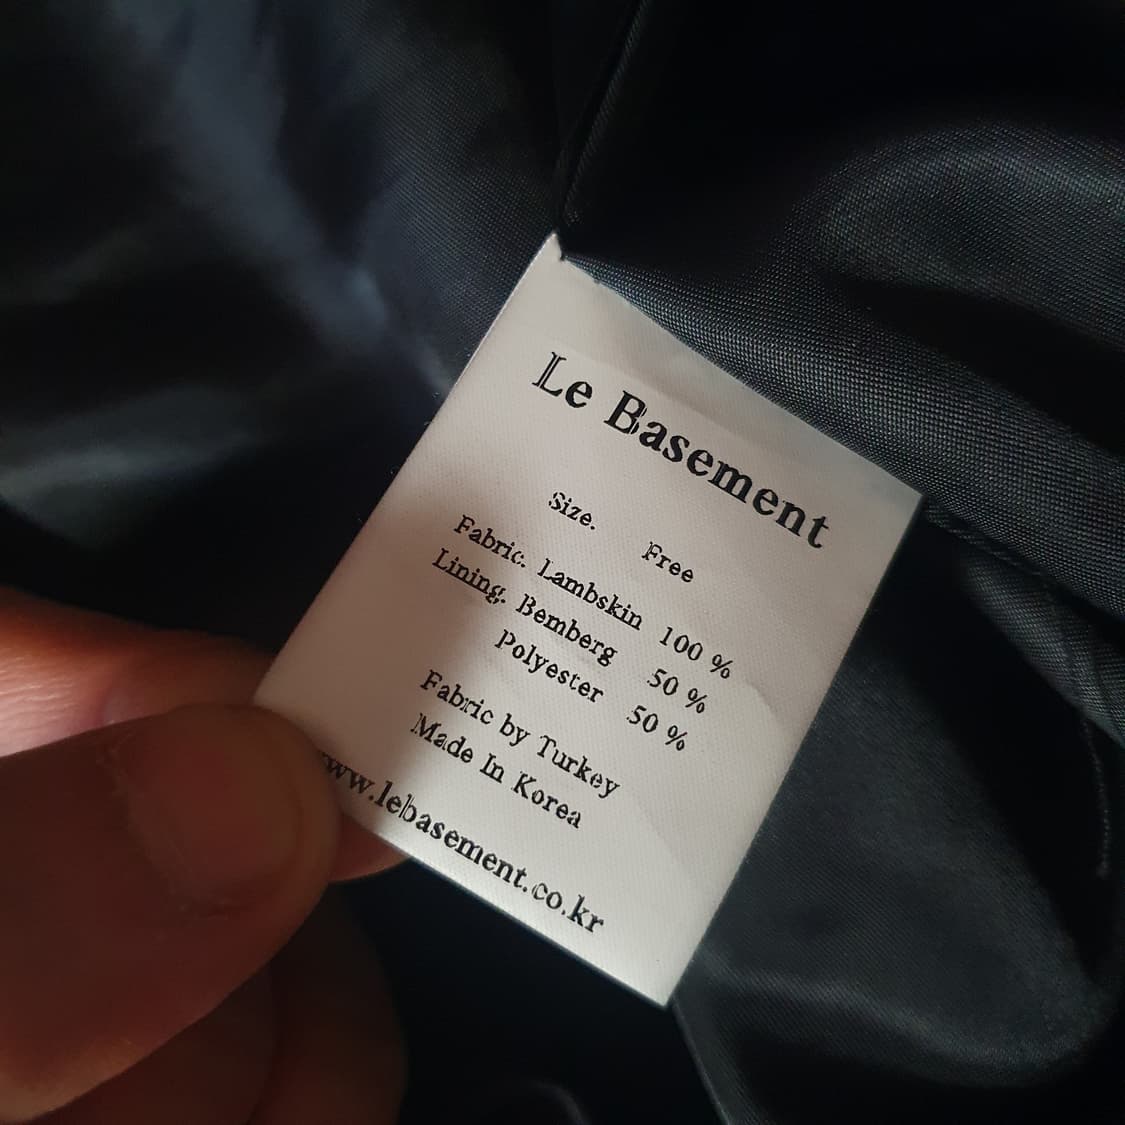 Le Basement
Size. Free
Fabric. Lambskin 100 %
Lining. Bemberg 50 %
Polyester 50 %
Fabric by Turkey
Made In Korea
www.lebasement.co.kr